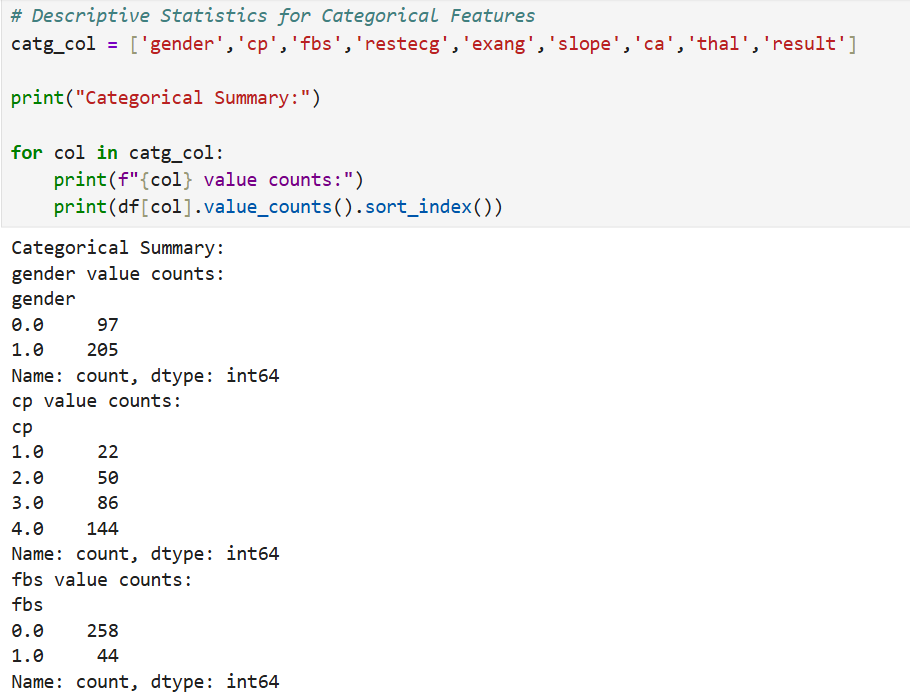 # Descriptive Statistics for Categorical Features
catg_col = ['gender','cp','fbs','restecg','exang','slope','ca','thal','result']
print("Categorical Summary:")
for col in catg_col:
    print(f"{col} value counts:")
    print(df[col].value_counts().sort_index())
Categorical Summary:
gender value counts:
gender
0.0     97
1.0    205
Name: count, dtype: int64
cp value counts:
cp
1.0     22
2.0     50
3.0     86
4.0    144
Name: count, dtype: int64
fbs value counts:
fbs
0.0    258
1.0     44
Name: count, dtype: int64